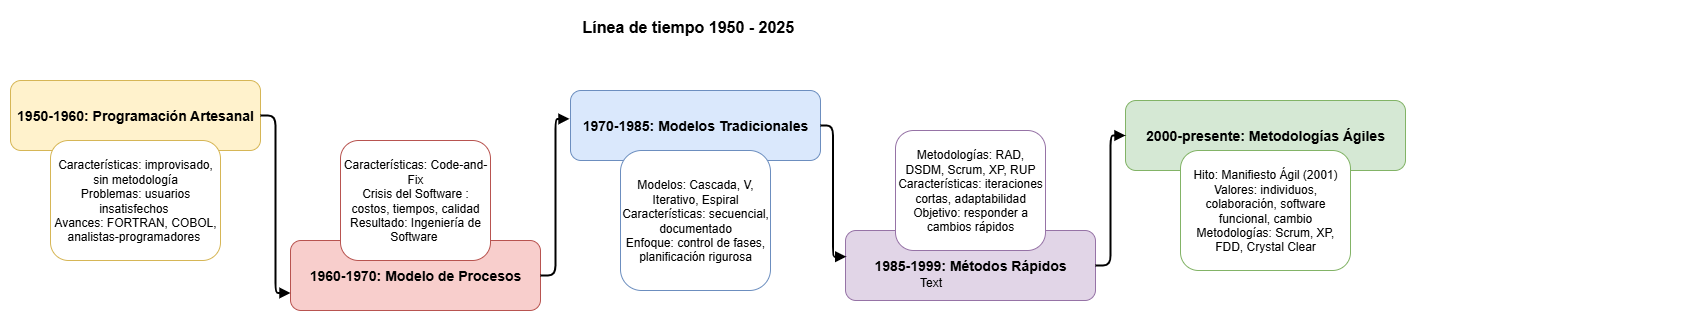 Línea de tiempo 1950 - 2025
1950-1960: Programación Artesanal
Características: improvisado,
sin metodología
Problemas: usuarios
insatisfechos
Avances: FORTRAN, COBOL,
analistas-programadores
Características: Code-and-
Fix
Crisis del Software :
costos, tiempos, calidad
Resultado: Ingeniería de
Software
1960-1970: Modelo de Procesos
1970-1985: Modelos Tradicionales
Modelos: Cascada, V,
Iterativo, Espiral
Características: secuencial,
documentado
Enfoque: control de fases,
planificación rigurosa
Metodologías: RAD,
DSDM, Scrum, XP, RUP
Características: iteraciones
cortas, adaptabilidad
Objetivo: responder a
cambios rápidos
1985-1999: Métodos Rápidos
Text
2000-presente: Metodologías Ágiles
Hito: Manifiesto Ágil (2001)
Valores: individuos,
colaboración, software
funcional, cambio
Metodologías: Scrum, XP,
FDD, Crystal Clear